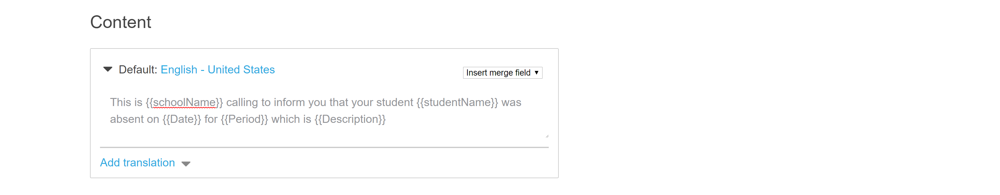 Content
Default: English - United States
Insert merge field
This is {{schoolName}} calling to inform you that your student {{studentName}} was
absent on {{Date}} for {{Period}} which is {{Description}}
Add translation